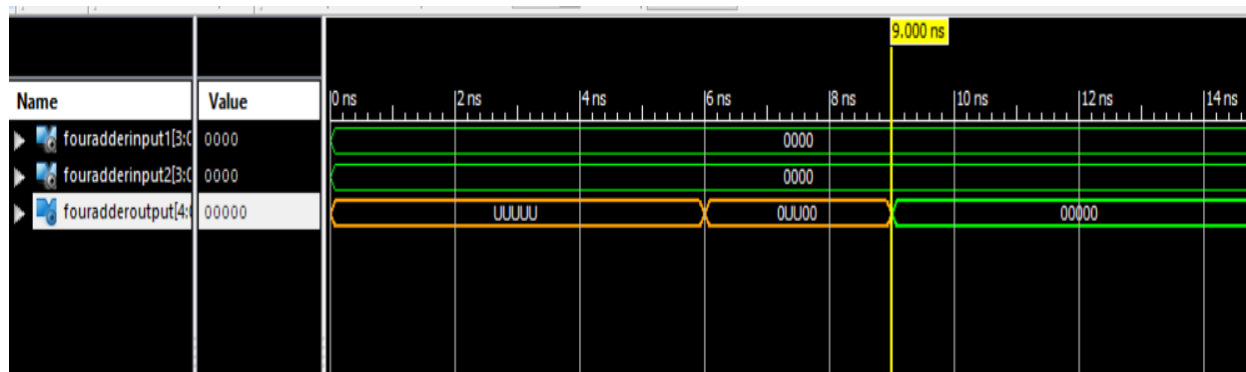 9.000 ns
Name Value 0 ns 2 ns 4 ns 6 ns 8 ns 10 ns 12 ns 14 ns
fouradderinput1[3:0 0000 0000
fouradderinput2[3:0 0000 0000
fouradderoutput[4: 00000 UUUUU 0UU00 00000